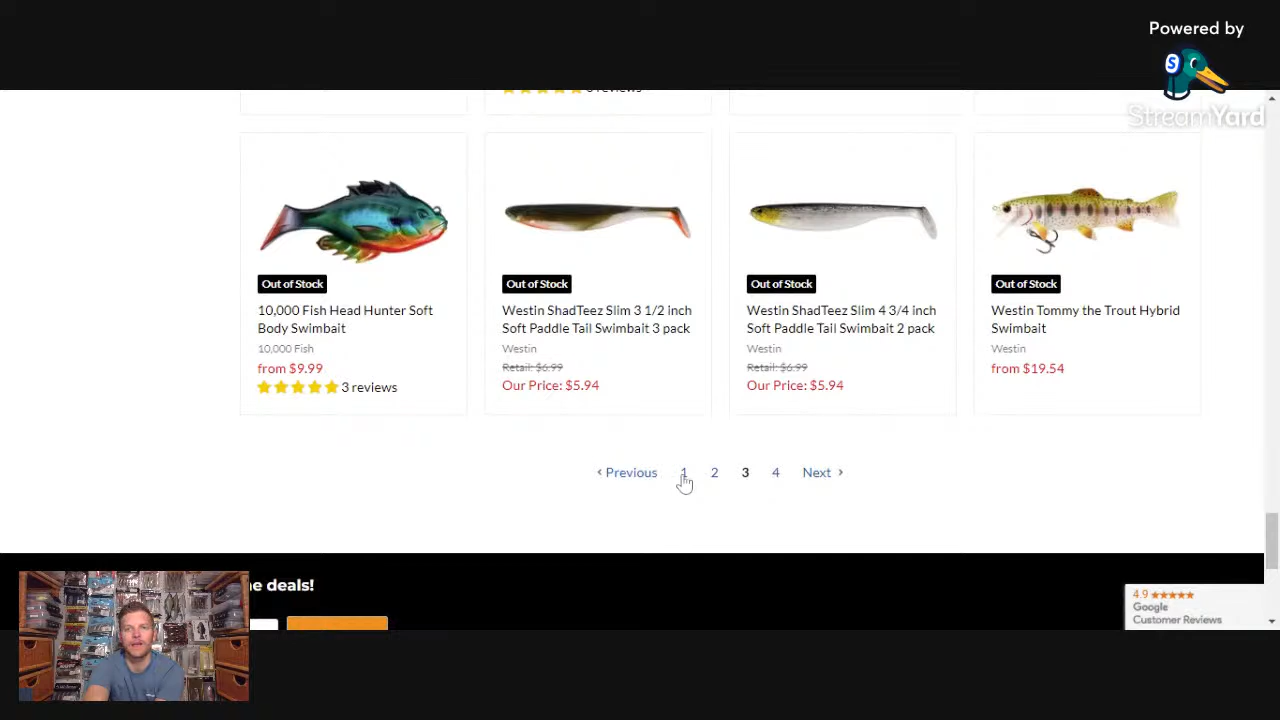 Powered by
StreamYard
Out of Stock
10,000 Fish Head Hunter Soft
Body Swimbait
10,000 Fish
from $9.99
3 reviews
Out of Stock
Westin ShadTeez Slim 3 1/2 inch
Soft Paddle Tail Swimbait 3 pack
Westin
Retail: $6.99
Our Price: $5.94
Out of Stock
Westin ShadTeez Slim 4 3/4 inch
Soft Paddle Tail Swimbait 2 pack
Westin
Retail: $6.99
Our Price: $5.94
Out of Stock
Westin Tommy the Trout Hybrid
Swimbait
Westin
from $19.54
‹ Previous 1 2 3 4 Next ›
deals!
4.9
Google
Customer Reviews